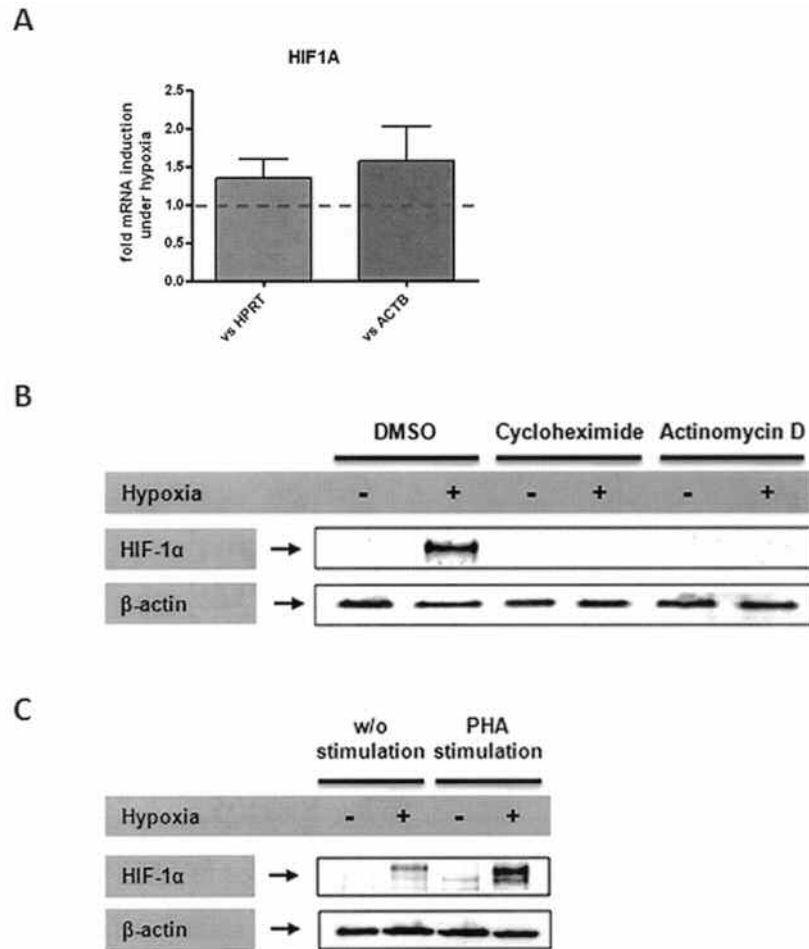 A
HIF1A
fold mRNA induction
under hypoxia
2.5
2.0
1.5
1.0
0.5
0.0
vs HPRT
vs ACTB
B
DMSO Cycloheximide Actinomycin D
Hypoxia - + - + - +
HIF-1α
β-actin
C
w/o
stimulation
PHA
stimulation
Hypoxia - + - +
HIF-1α
β-actin